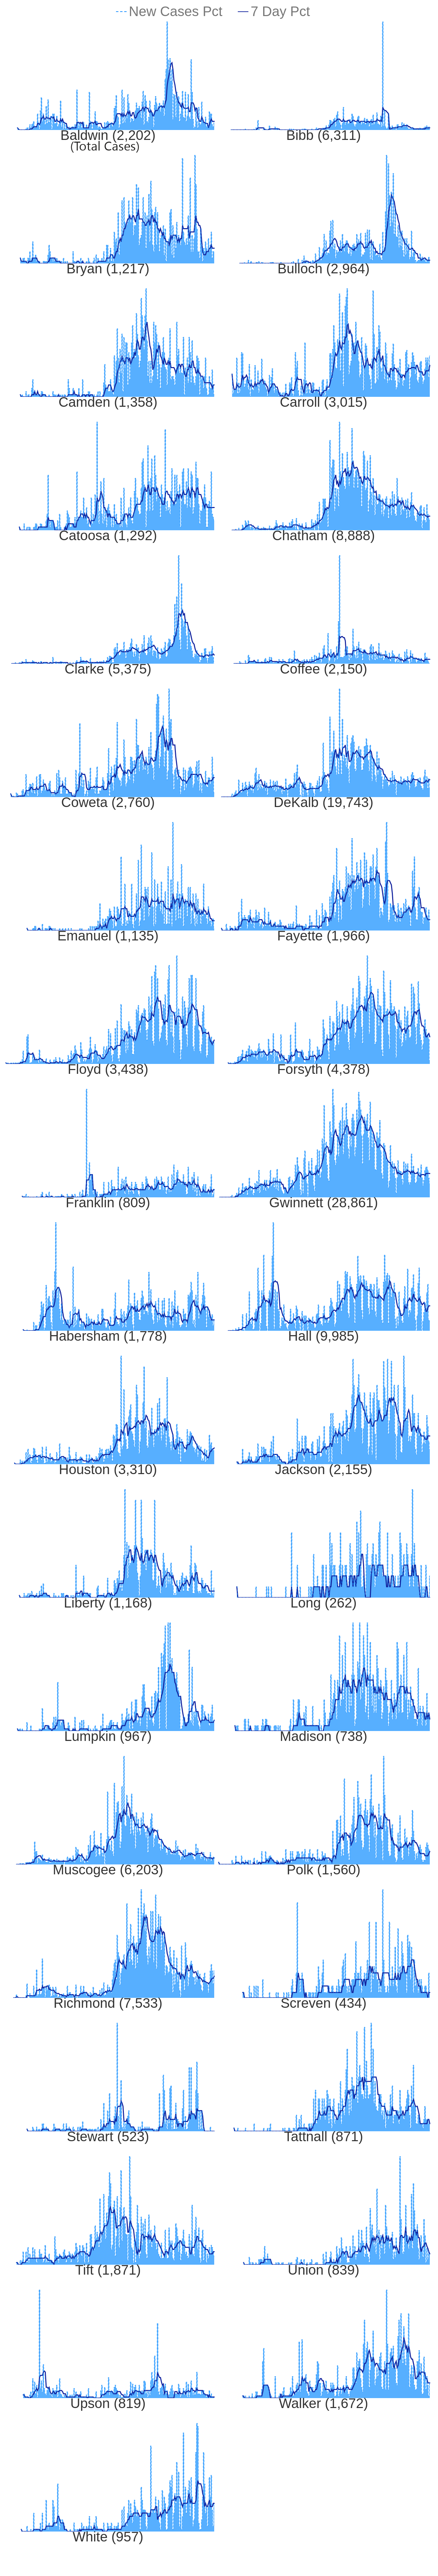 New Cases Pct 7 Day Pct
Baldwin (2,202) Bibb (6,311)
(Total Cases)
Bryan (1,217) Bulloch (2,964)
Camden (1,358) Carroll (3,015)
Catoosa (1,292) Chatham (8,888)
Clarke (5,375) Coffee (2,150)
Coweta (2,760) DeKalb (19,743)
Emanuel (1,135) Fayette (1,966)
Floyd (3,438) Forsyth (4,378)
Franklin (809) Gwinnett (28,861)
Habersham (1,778) Hall (9,985)
Houston (3,310) Jackson (2,155)
Liberty (1,168) Long (262)
Lumpkin (967) Madison (738)
Muscogee (6,203) Polk (1,560)
Richmond (7,533) Screven (434)
Stewart (523) Tattnall (871)
Tift (1,871) Union (839)
Upson (819) Walker (1,672)
White (957)